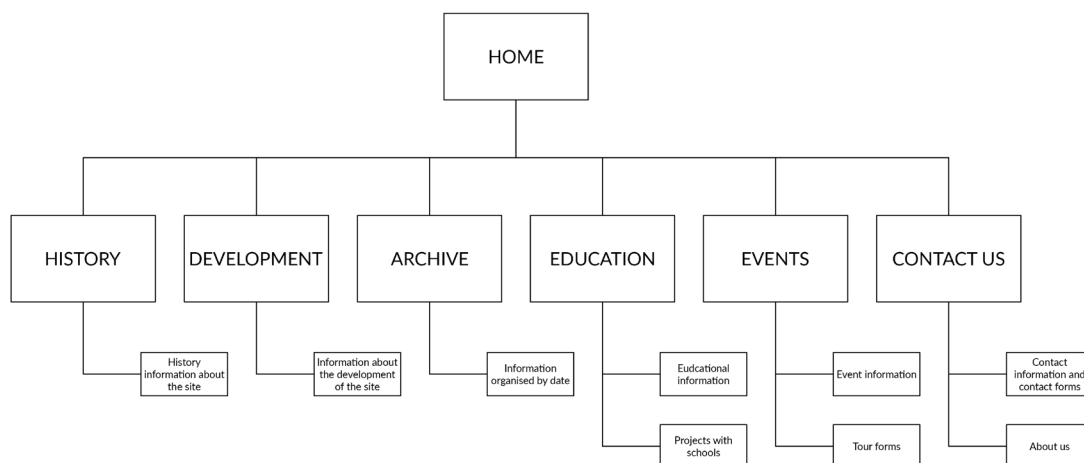 HOME
HISTORY
DEVELOPMENT
ARCHIVE
EDUCATION
EVENTS
CONTACT US
History
information about
the site
Information about
the development
of the site
Information
organised by date
Eudcational
information
Event information
Contact
information and
contact forms
Projects with
schools
Tour forms
About us